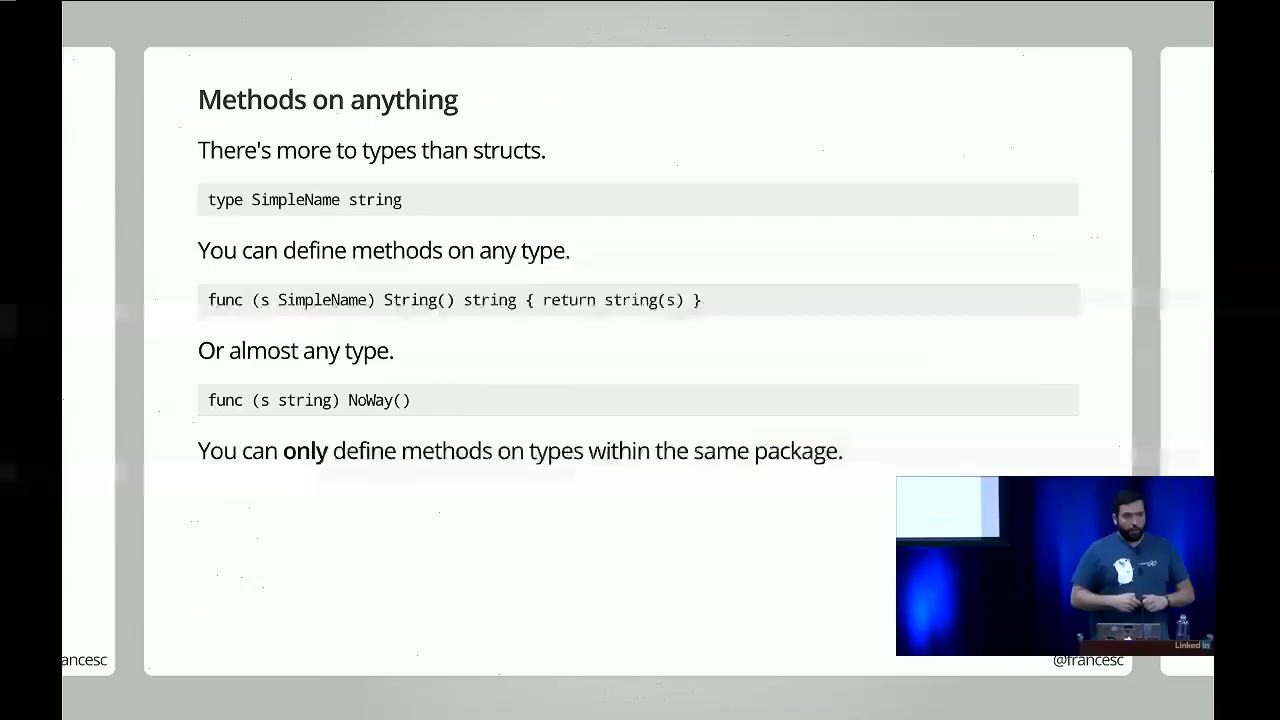 Methods on anything
There's more to types than structs.
type SimpleName string
You can define methods on any type.
func (s SimpleName) String() string { return string(s) }
Or almost any type.
func (s string) NoWay()
You can only define methods on types within the same package.
Linked in
ancesc
@francesc